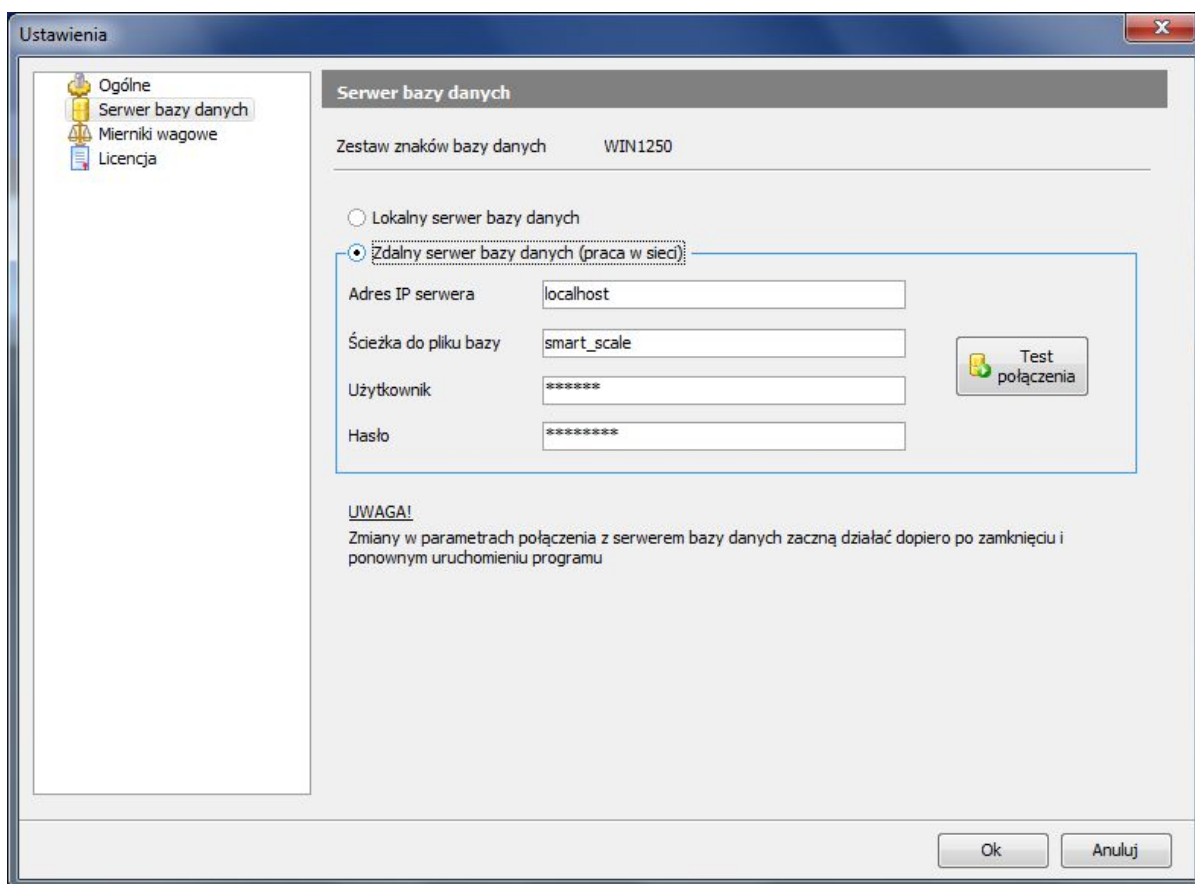 Ustawienia
Ogólne
Serwer bazy danych
Mierniki wagowe
Licencja
Serwer bazy danych
Zestaw znaków bazy danych WIN1250
Lokalny serwer bazy danych
Zdalny serwer bazy danych (praca w sieci)
Adres IP serwera localhost
Ścieżka do pliku bazy smart_scale
Użytkownik ******
Hasło ********
Test
połączenia
UWAGA!
Zmiany w parametrach połączenia z serwerem bazy danych zaczną działać dopiero po zamknięciu i
ponownym uruchomieniu programu
Ok Anuluj